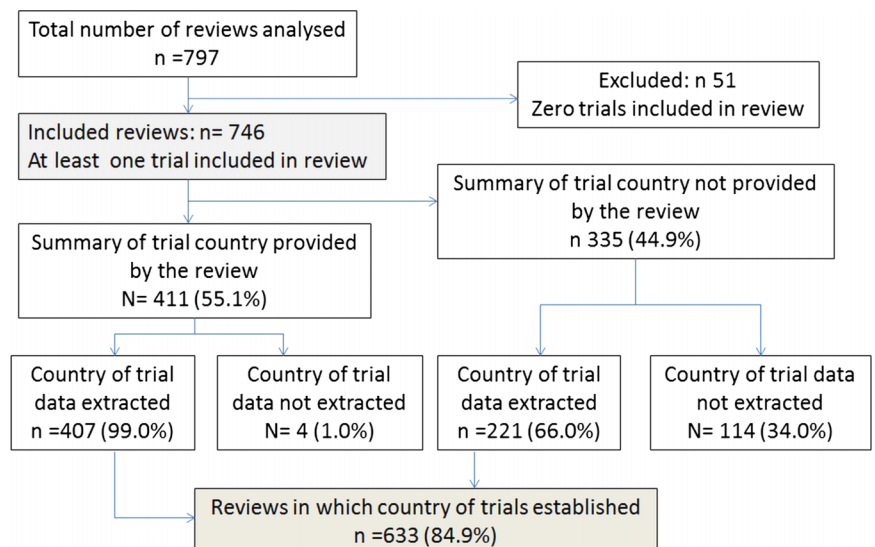 Total number of reviews analysed
n =797
Excluded: n 51
Zero trials included in review
Included reviews: n= 746
At least one trial included in review
Summary of trial country not provided
by the review
n 335 (44.9%)
Summary of trial country provided
by the review
N= 411 (55.1%)
Country of trial
data extracted
n =407 (99.0%)
Country of trial
data not extracted
N= 4 (1.0%)
Country of trial
data extracted
n =221 (66.0%)
Country of trial data
not extracted
N= 114 (34.0%)
Reviews in which country of trials established
n =633 (84.9%)